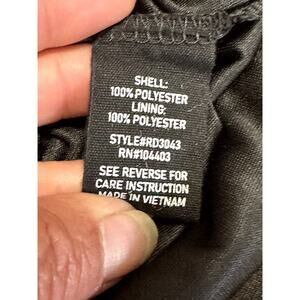 SHELL:
100% POLYESTER
LINING:
100% POLYESTER
STYLE#RD3043
RN#104403
SEE REVERSE FOR
CARE INSTRUCTION
MADE IN VIETNAM